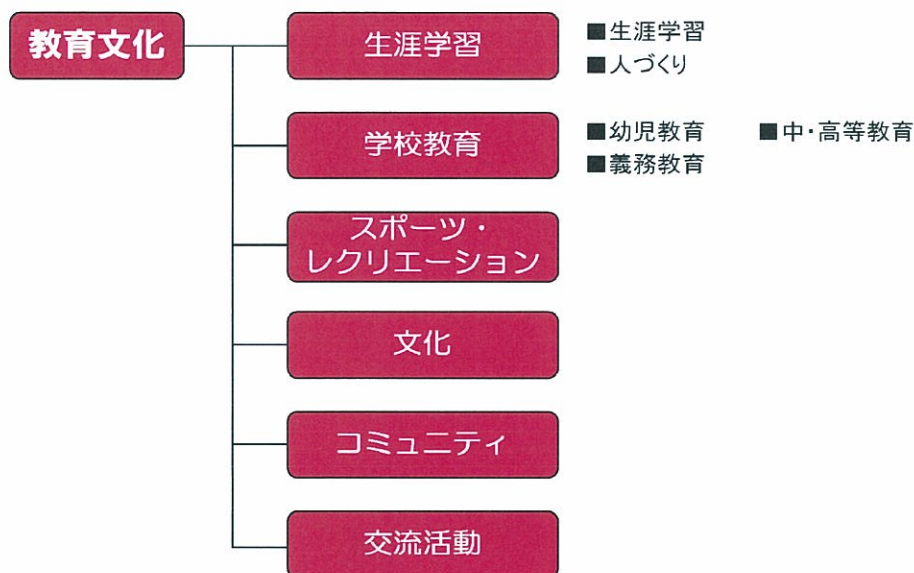 教育文化
生涯学習
■生涯学習
■人づくり
学校教育
■幼児教育 ■中・高等教育
■義務教育
スポーツ・
レクリエーション
文化
コミュニティ
交流活動